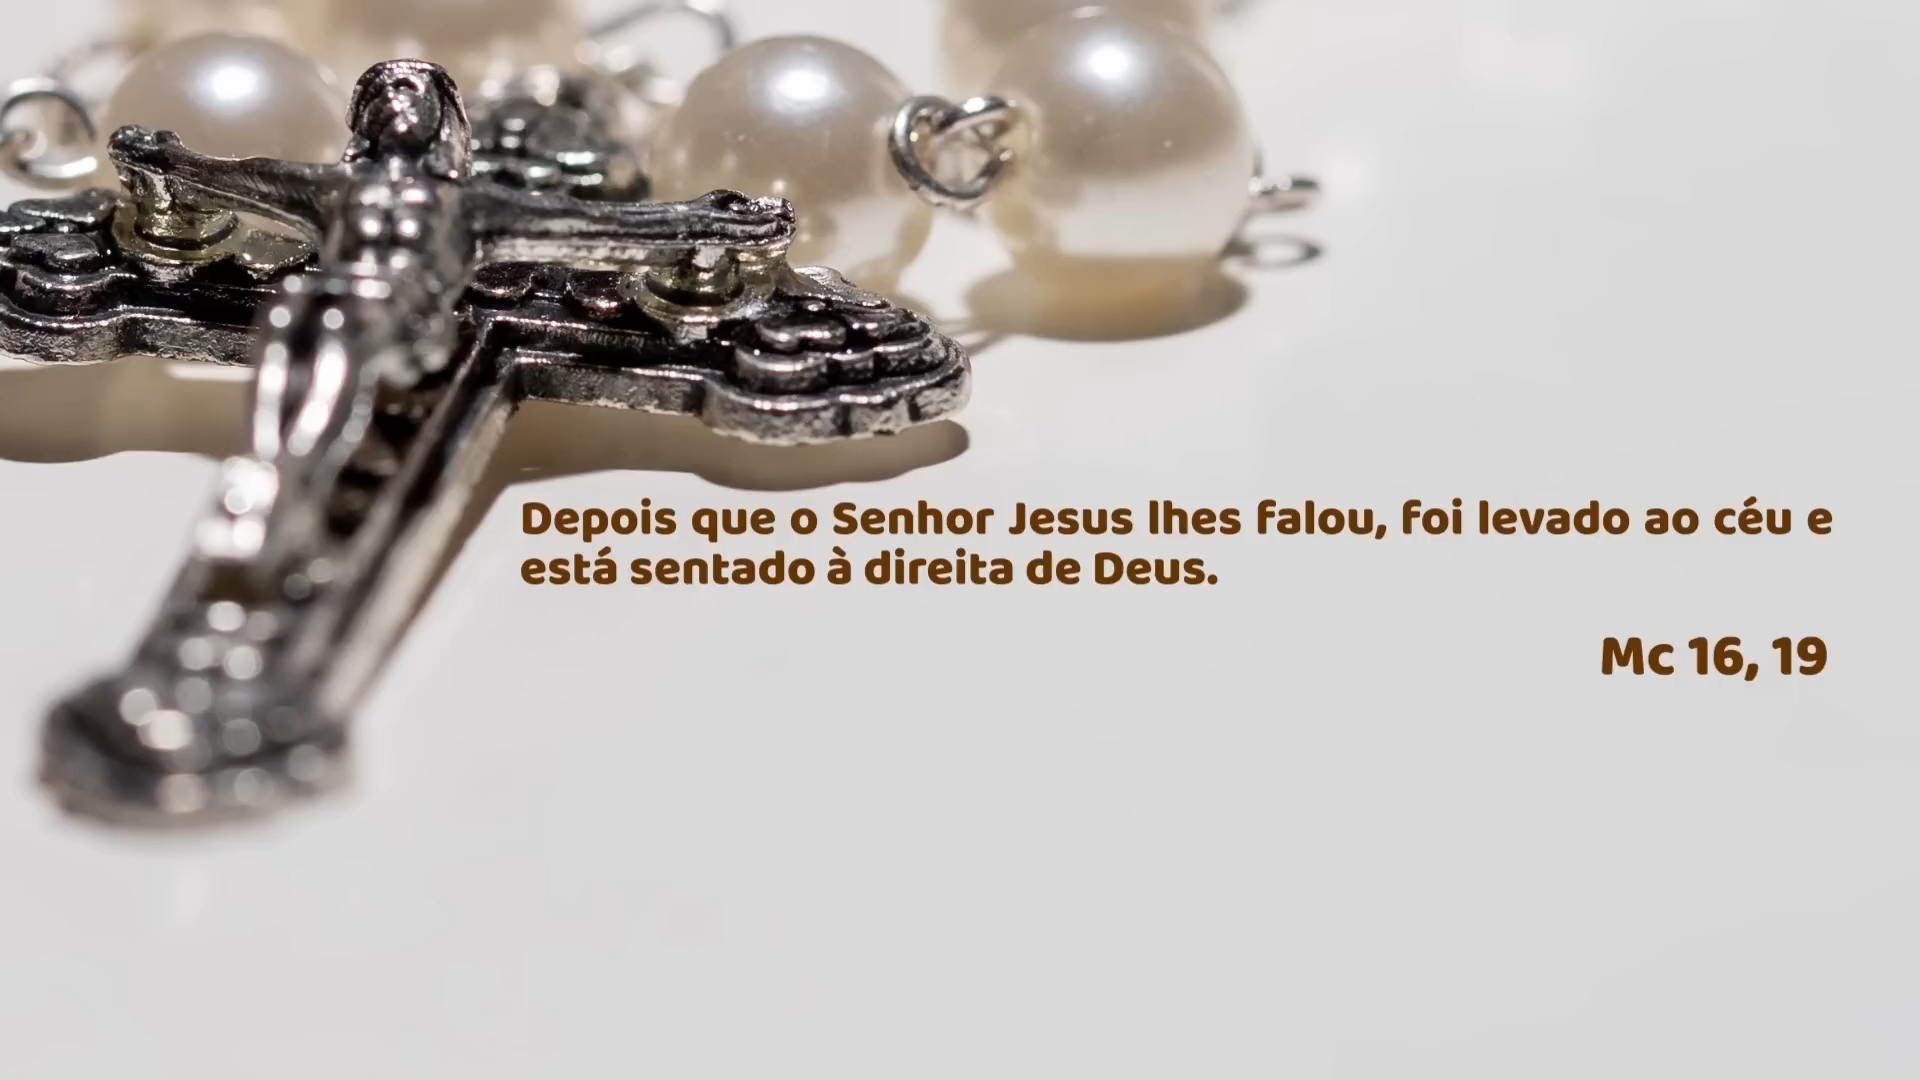 Depois que o Senhor Jesus lhes falou, foi levado ao céu e
está sentado à direita de Deus.
Mc 16, 19